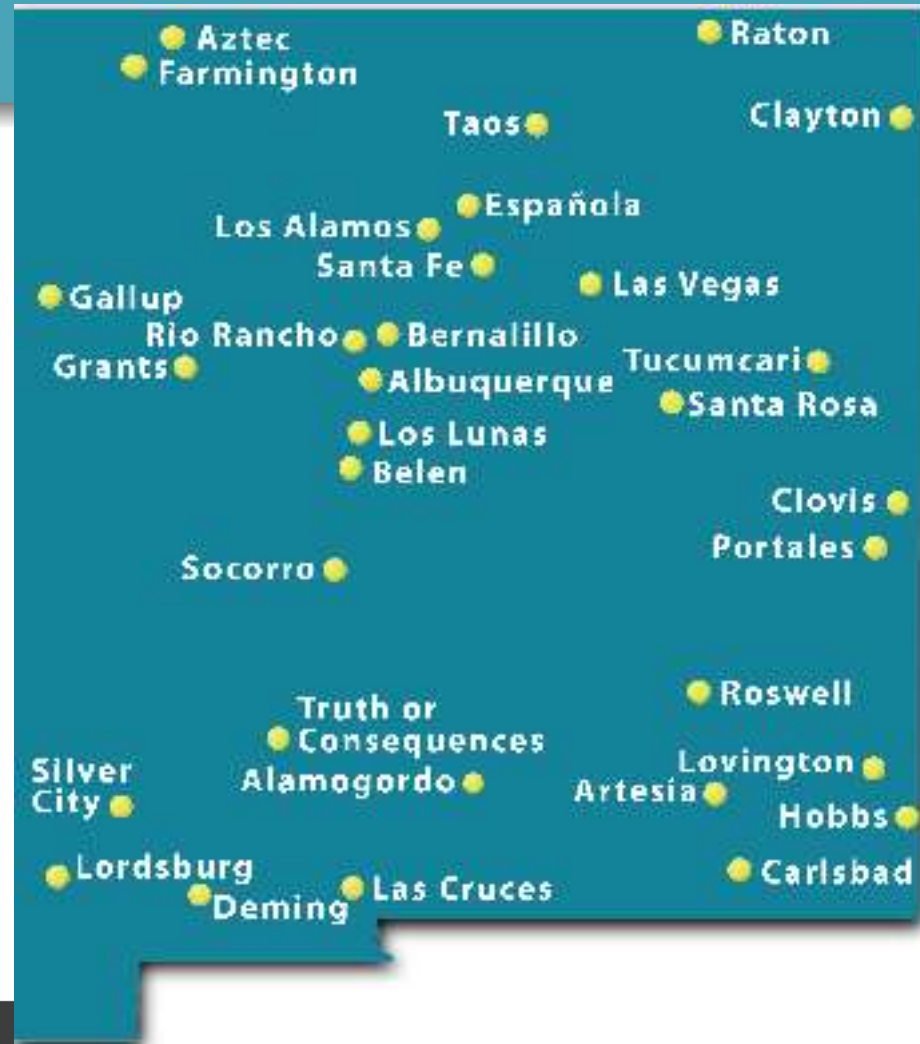 Aztec
Raton
Farmington
Clayton
Taos
Española
Los Alamos
Santa Fe
Las Vegas
Gallup
Rio Rancho
Bernalillo
Grants
Tucumcari
Albuquerque
Santa Rosa
Los Lunas
Belen
Clovis
Portales
Socorro
Roswell
Truth or
Consequences
Lovington
Silver
City
Alamogordo
Artesia
Hobbs
Lordsburg
Carlsbad
Deming
Las Cruces